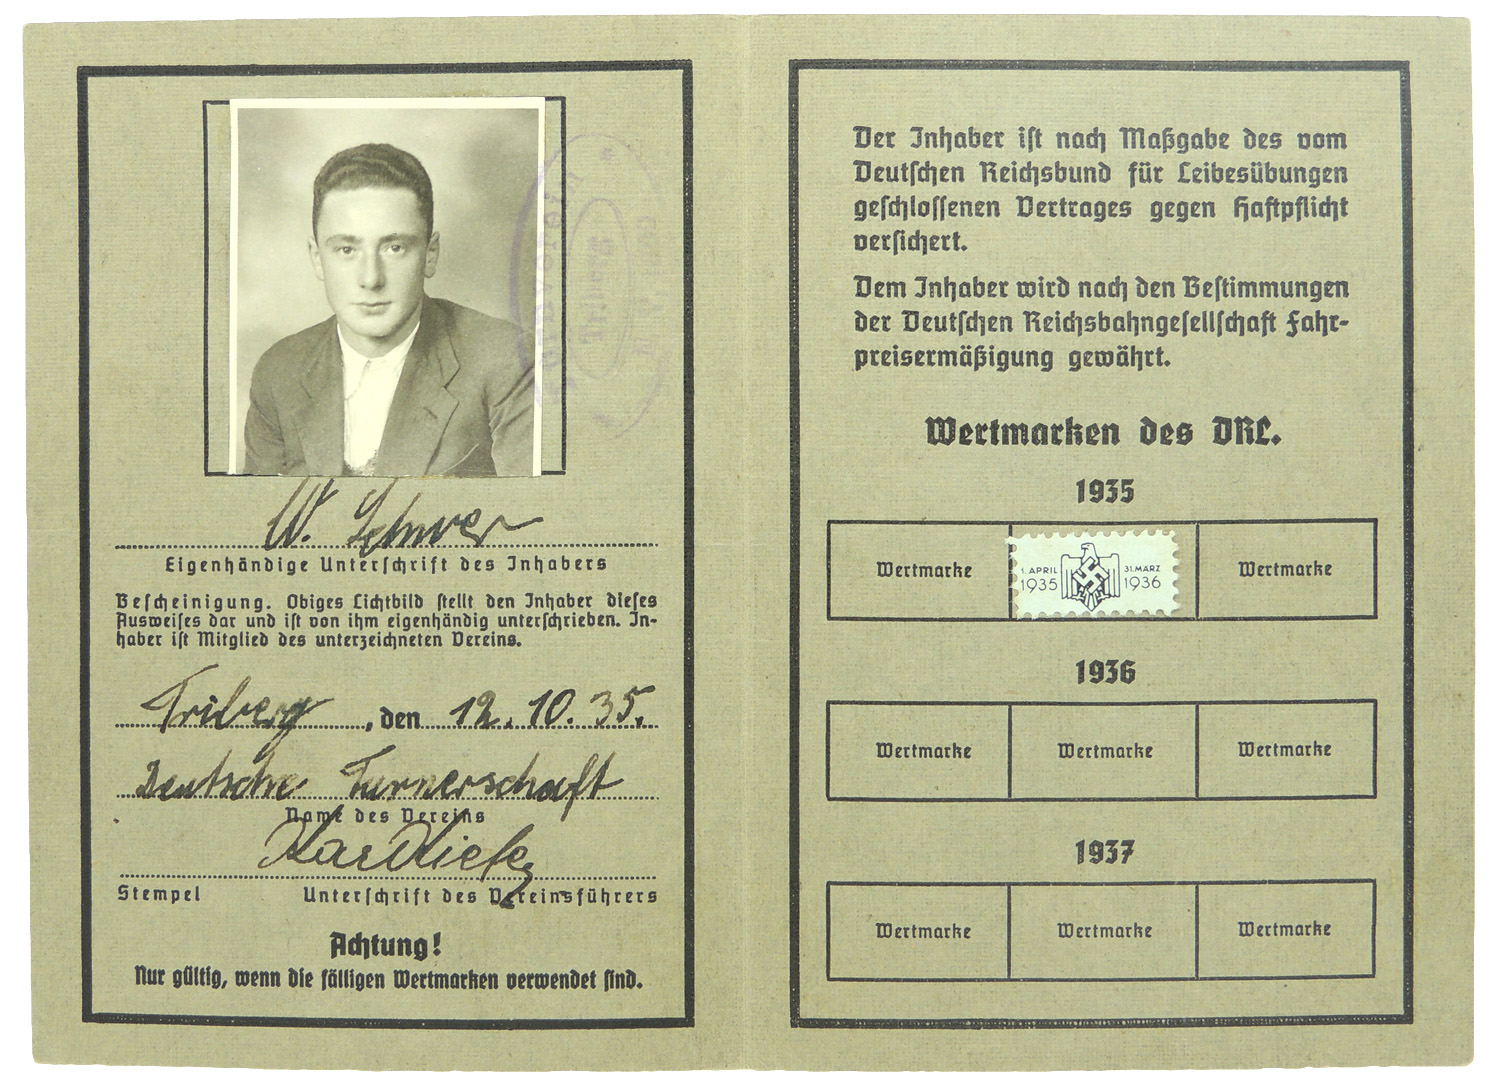 W. Schwer
Eigenhändige Unterschrift des Inhabers
Bescheinigung. Obiges Lichtbild stellt den Inhaber dieses
Ausweises dar und ist von ihm eigenhändig unterschrieben. In-
haber ist Mitglied des unterzeichneten Vereins.
Triberg, den 12.10.35.
Deutsche Turnerschaft
Name des Vereins
Stempel Unterschrift des Vereinsführers
Achtung!
Nur gültig, wenn die fälligen Wertmarken verwendet sind.
Der Inhaber ist nach Maßgabe des vom
Deutschen Reichsbund für Leibesübungen
geschlossenen Vertrages gegen Haftpflicht
versichert.
Dem Inhaber wird nach den Bestimmungen
der Deutschen Reichsbahngesellschaft Fahr-
preisermäßigung gewährt.
Wertmarken des DRL.
1935
Wertmarke 1. APRIL 1935 31. MÄRZ 1936 Wertmarke
1936
Wertmarke Wertmarke Wertmarke
1937
Wertmarke Wertmarke Wertmarke